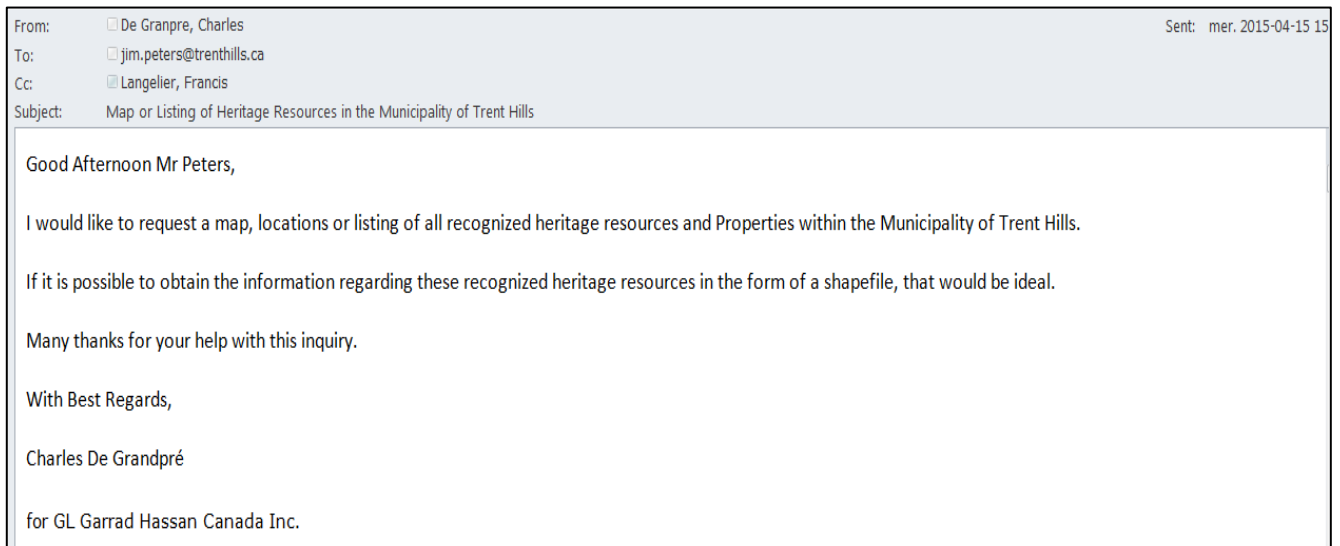 From: De Granpre, Charles Sent: mer. 2015-04-15 15
To: jim.peters@trenthills.ca
Cc: Langelier, Francis
Subject: Map or Listing of Heritage Resources in the Municipality of Trent Hills
Good Afternoon Mr Peters,
I would like to request a map, locations or listing of all recognized heritage resources and Properties within the Municipality of Trent Hills.
If it is possible to obtain the information regarding these recognized heritage resources in the form of a shapefile, that would be ideal.
Many thanks for your help with this inquiry.
With Best Regards,
Charles De Grandpré
for GL Garrad Hassan Canada Inc.